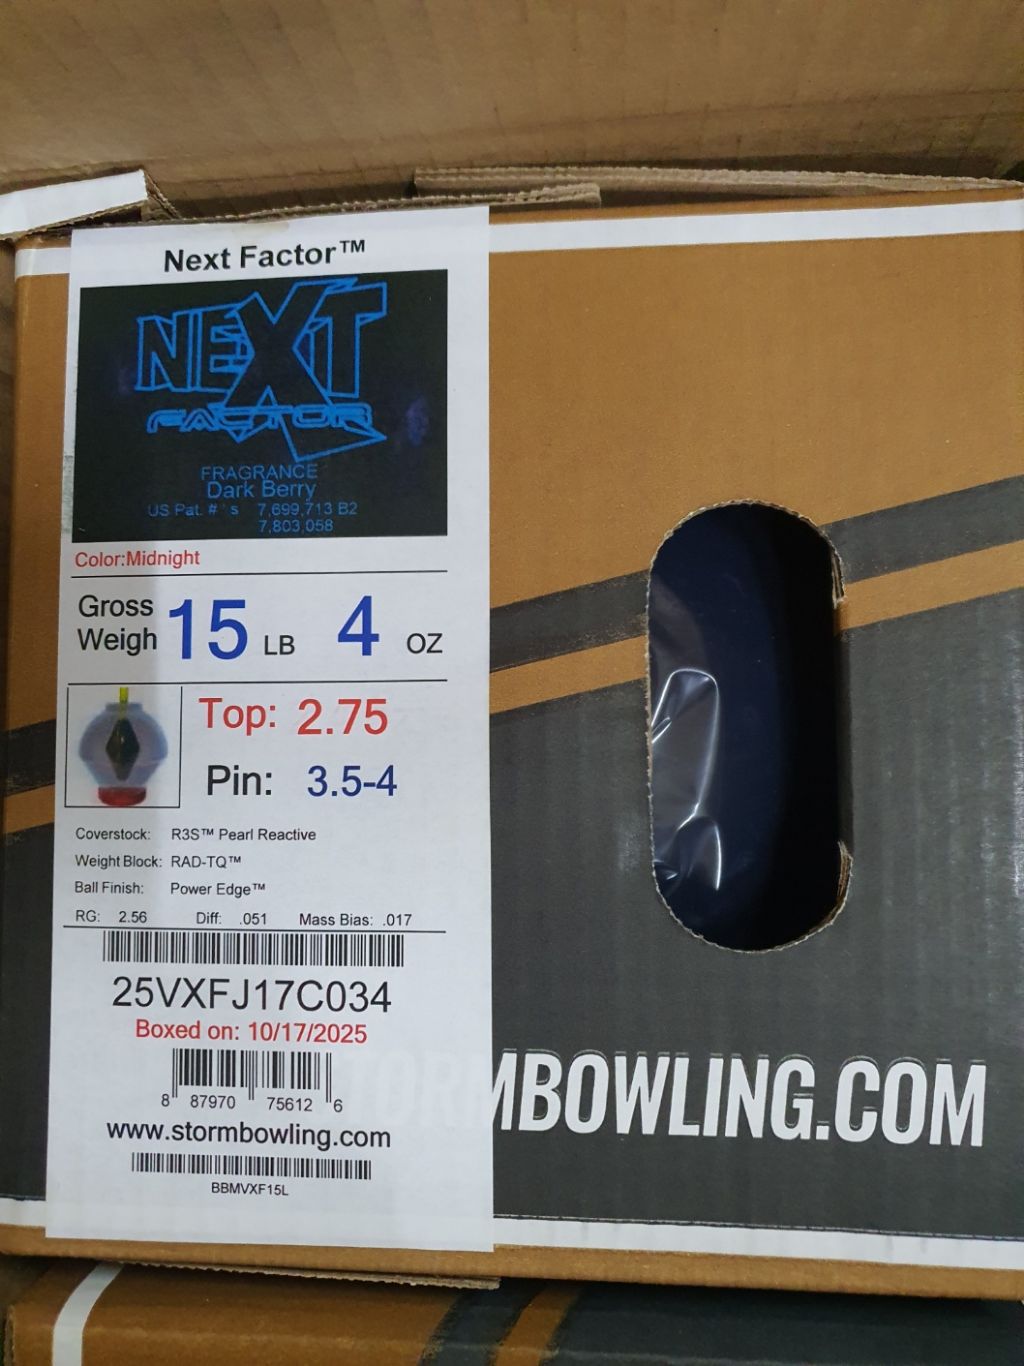 Next Factor™
NEXT
FACTOR
FRAGRANCE
Dark Berry
US Pat. # ' s 7,699,713 B2
7,803,058
Color:Midnight
Gross
Weigh 15 LB 4 OZ
Top: 2.75
Pin: 3.5-4
Coverstock: R3S™ Pearl Reactive
Weight Block: RAD-TQ™
Ball Finish: Power Edge™
RG: 2.56 Diff: .051 Mass Bias: .017
25VXFJ17C034
Boxed on: 10/17/2025
8 87970 75612 6
www.stormbowling.com
BBMVXF15L
STORMBOWLING.COM